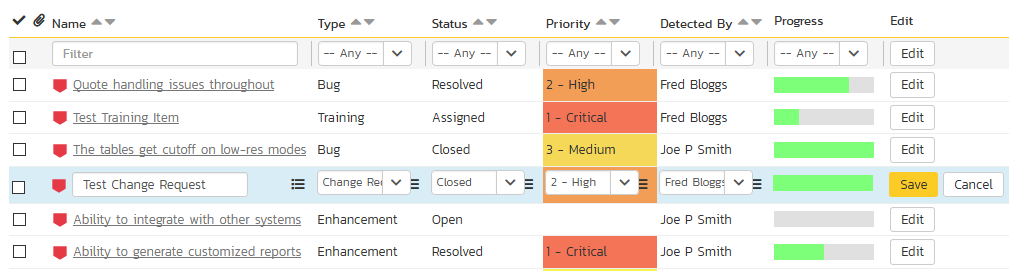 Name Type Status Priority Detected By Progress Edit
Filter -- Any -- -- Any -- -- Any -- -- Any -- -- Any -- Edit
Quote handling issues throughout Bug Resolved 2 - High Fred Bloggs Edit
Test Training Item Training Assigned 1 - Critical Fred Bloggs Edit
The tables get cutoff on low-res modes Bug Closed 3 - Medium Joe P Smith Edit
Test Change Request Change Rec Closed 2 - High Fred Bloggs Save Cancel
Ability to integrate with other systems Enhancement Open Joe P Smith Edit
Ability to generate customized reports Enhancement Resolved 1 - Critical Joe P Smith Edit